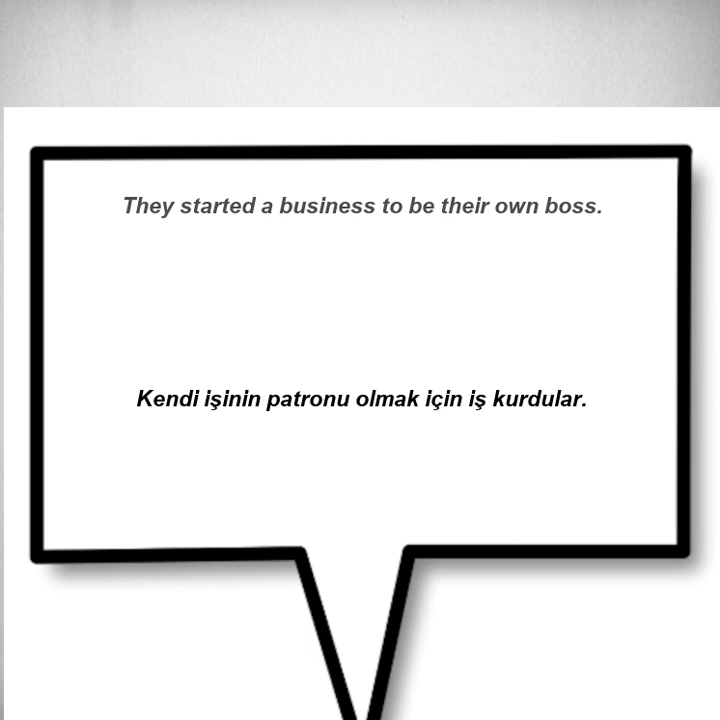 They started a business to be their own boss.
Kendi işinin patronu olmak için iş kurdular.